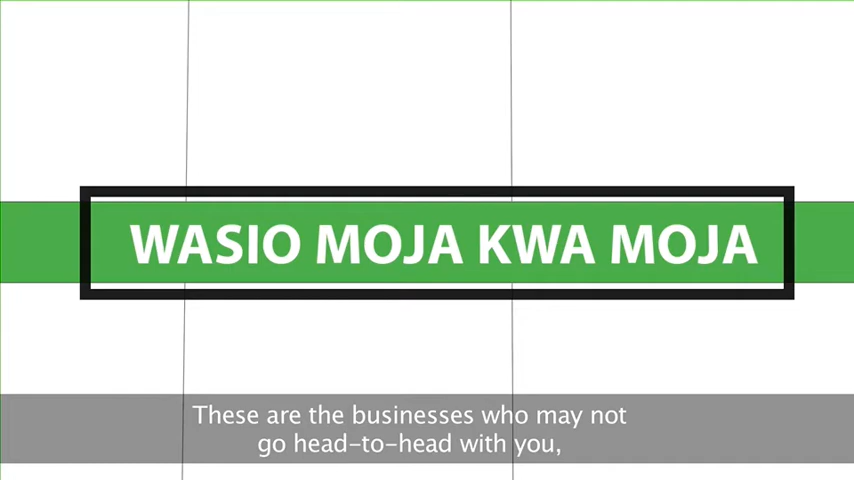 WASIO MOJA KWA MOJA
These are the businesses who may not
go head-to-head with you,